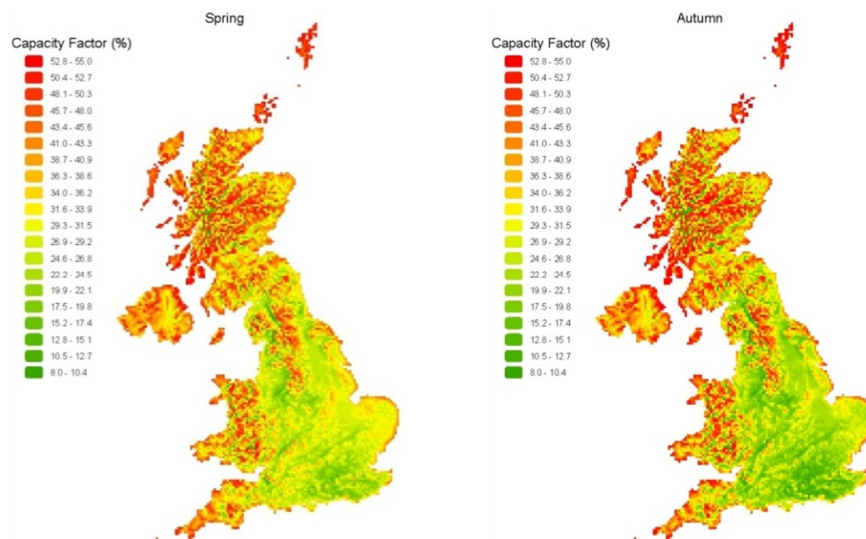 Spring
Capacity Factor (%)
52.8 - 55.0
50.4 - 52.7
48.1 - 50.3
45.7 - 48.0
43.4 - 45.6
41.0 - 43.3
38.7 - 40.9
36.3 - 38.6
34.0 - 36.2
31.6 - 33.9
29.3 - 31.5
26.9 - 29.2
24.6 - 26.8
22.2 - 24.5
19.9 - 22.1
17.5 - 19.8
15.2 - 17.4
12.8 - 15.1
10.5 - 12.7
8.0 - 10.4
Autumn
Capacity Factor (%)
52.8 - 55.0
50.4 - 52.7
48.1 - 50.3
45.7 - 48.0
43.4 - 45.6
41.0 - 43.3
38.7 - 40.9
36.3 - 38.6
34.0 - 36.2
31.6 - 33.9
29.3 - 31.5
26.9 - 29.2
24.6 - 26.8
22.2 - 24.5
19.9 - 22.1
17.5 - 19.8
15.2 - 17.4
12.8 - 15.1
10.5 - 12.7
8.0 - 10.4